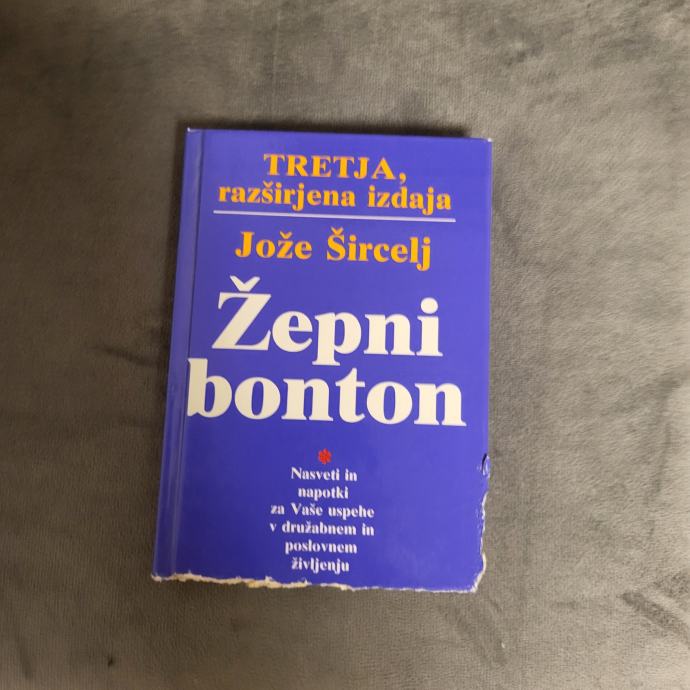 TRETJA,
razširjena izdaja
Jože Šircelj
Žepni
bonton
*
Nasveti in
napotki
za Vaše uspehe
v družabnem in
poslovnem
življenju